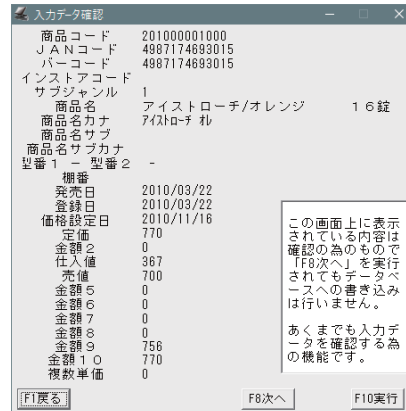 入力データ確認
商品コード 201000001000
ＪＡＮコード 4987174693015
バーコード 4987174693015
インストアコード
サブジャンル 1
商品名 アイストローチ/オレンジ　　１６錠
商品名カナ ｱｲｽﾄﾛｰﾁ ｵﾚ
商品名サブ
商品名サブカナ
型番１ － 型番２ -
棚番
発売日 2010/03/22
登録日 2010/03/22
価格設定日 2010/11/16
定価 770
金額２ 0
仕入値 367
売値 700
金額５ 0
金額６ 0
金額７ 0
金額８ 0
金額９ 756
金額１０ 770
複数単価 0
この画面上に表示
されている内容は
確認の為のもので
「F8次へ」を実行
されてもデータベ
ースへの書き込み
は行いません。
あくまでも入力デ
ータを確認する為
の機能です。
F1戻る F8次へ F10実行